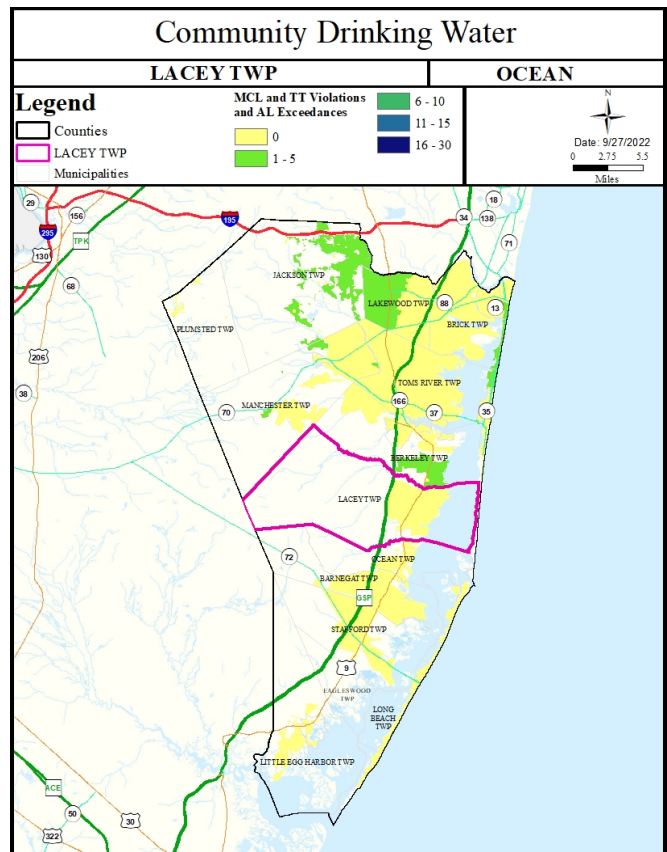 Community Drinking Water
LACEY TWP
OCEAN
Legend
Counties
LACEY TWP
Municipalities
MCL and TT Violations
and AL Exceedances
0
1 - 5
6 - 10
11 - 15
16 - 30
N
Date: 9/27/2022
0 2.75 5.5
Miles
29
156
295
TPK
130
68
206
38
195
34
18
138
71
JACKSON TWP
LAKEWOOD TWP
88
13
BRICK TWP
PLUMSTED TWP
TOMS RIVER TWP
MANCHESTER TWP
70
166
37
35
BERKELEY TWP
LACEY TWP
72
OCEAN TWP
BARNEGAT TWP
GSP
STAFFORD TWP
9
EAGLESWOOD
TWP
LONG
BEACH
TWP
LITTLE EGG HARBOR TWP
ACE
50
30
322